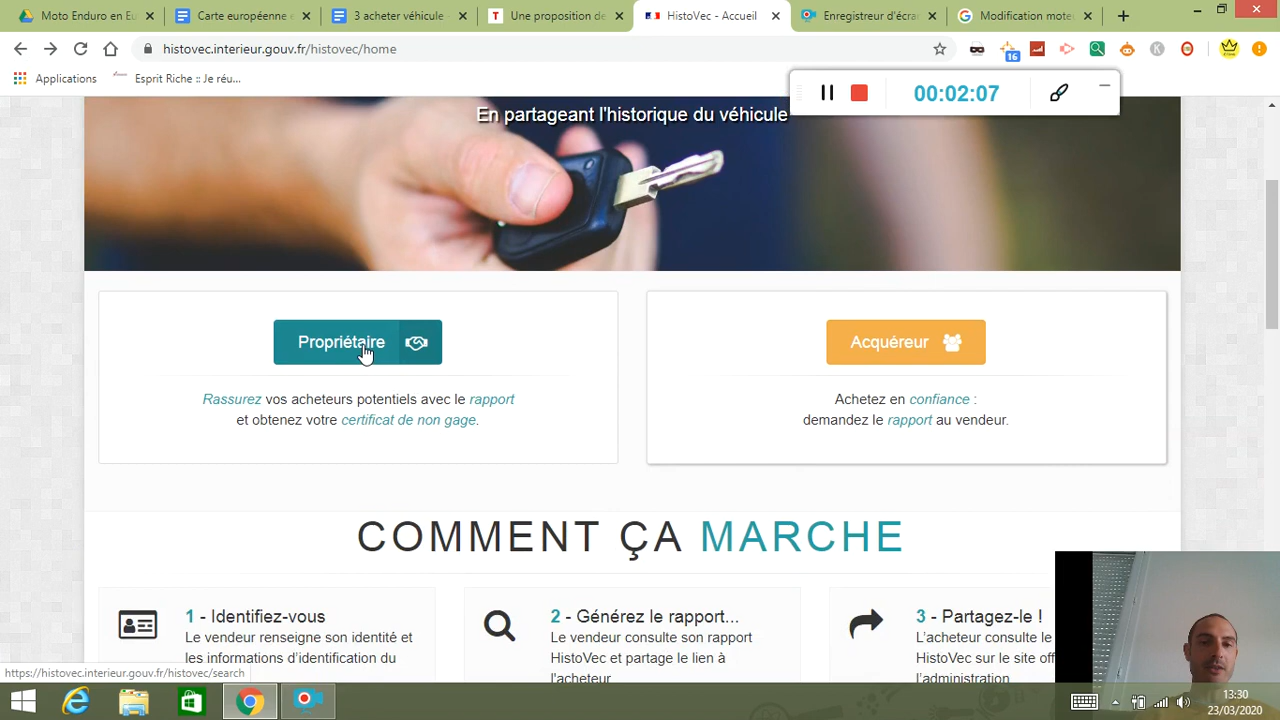 Moto Enduro en Eu
Carte européenne
3 acheter véhicule
Une proposition de
HistoVec - Accueil
Enregistreur d'écran
Modification mote
histovec.interieur.gouv.fr/histovec/home
16
Applications
Esprit Riche :: Je réu...
00:02:07
En partageant l'historique du véhicule
Propriétaire
Rassurez vos acheteurs potentiels avec le rapport
et obtenez votre certificat de non gage.
Acquéreur
Achetez en confiance :
demandez le rapport au vendeur.
COMMENT ÇA MARCHE
1 - Identifiez-vous
Le vendeur renseigne son identité et
les informations d'identification du
2 - Générez le rapport...
Le vendeur consulte son rapport
HistoVec et partage le lien à
l'acheteur
3 - Partagez-le !
L'acheteur consulte le
HistoVec sur le site off
l'administration
https://histovec.interieur.gouv.fr/histovec/search
13:30
23/03/2020